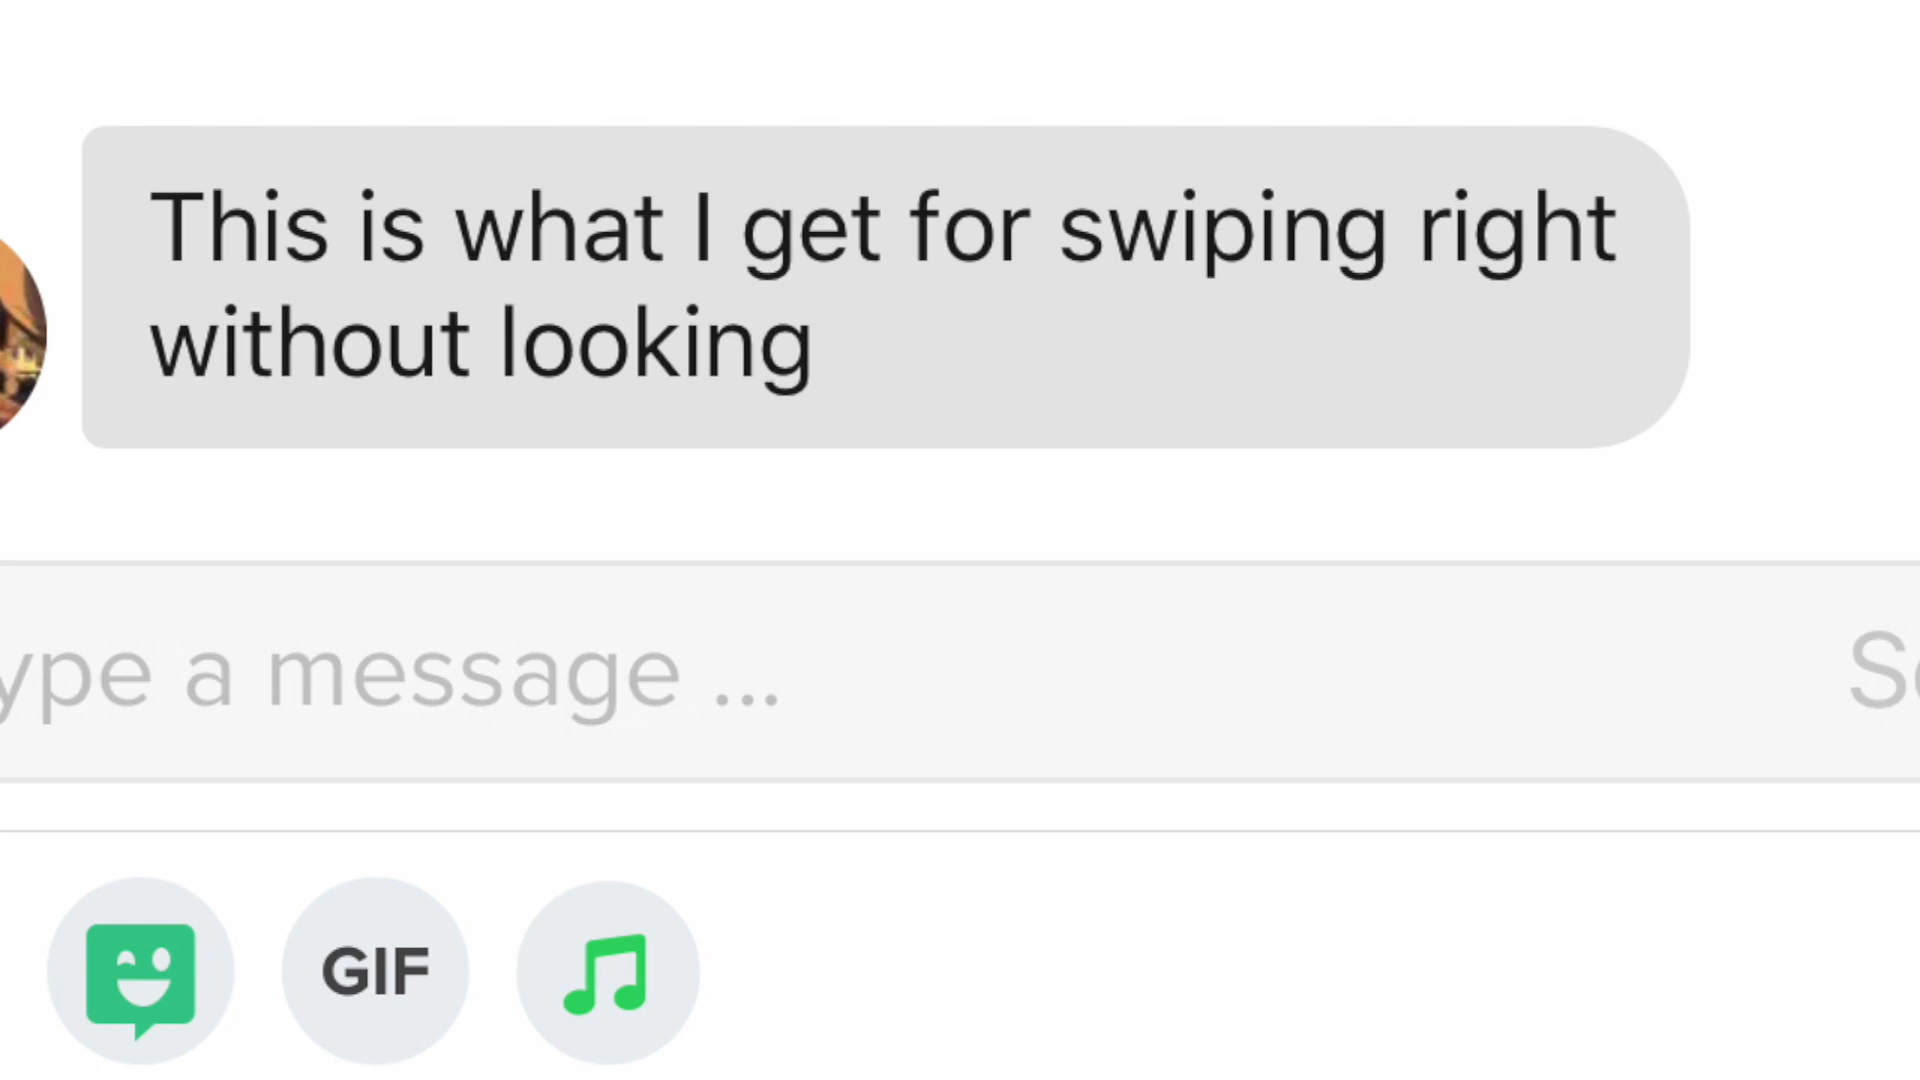 This is what I get for swiping right
without looking
ype a message ...
GIF